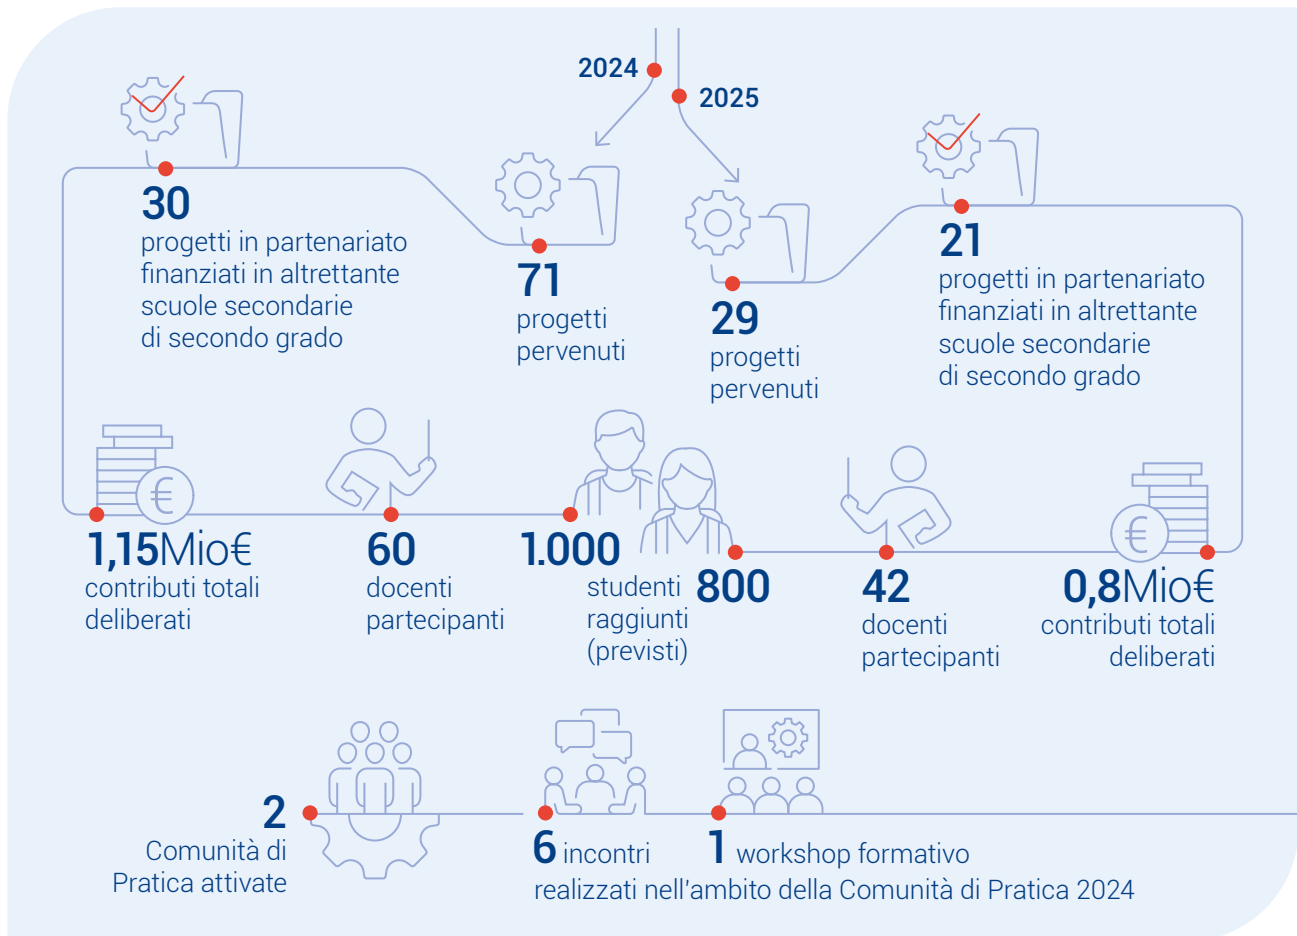 2024
2025
30
progetti in partenariato
finanziati in altrettante
scuole secondarie
di secondo grado
71
progetti
pervenuti
29
progetti
pervenuti
21
progetti in partenariato
finanziati in altrettante
scuole secondarie
di secondo grado
1,15Mio€
contributi totali
deliberati
60
docenti
partecipanti
1.000
studenti
raggiunti
(previsti)
800
42
docenti
partecipanti
0,8Mio€
contributi totali
deliberati
2
Comunità di
Pratica attivate
6 incontri
1 workshop formativo
realizzati nell'ambito della Comunità di Pratica 2024